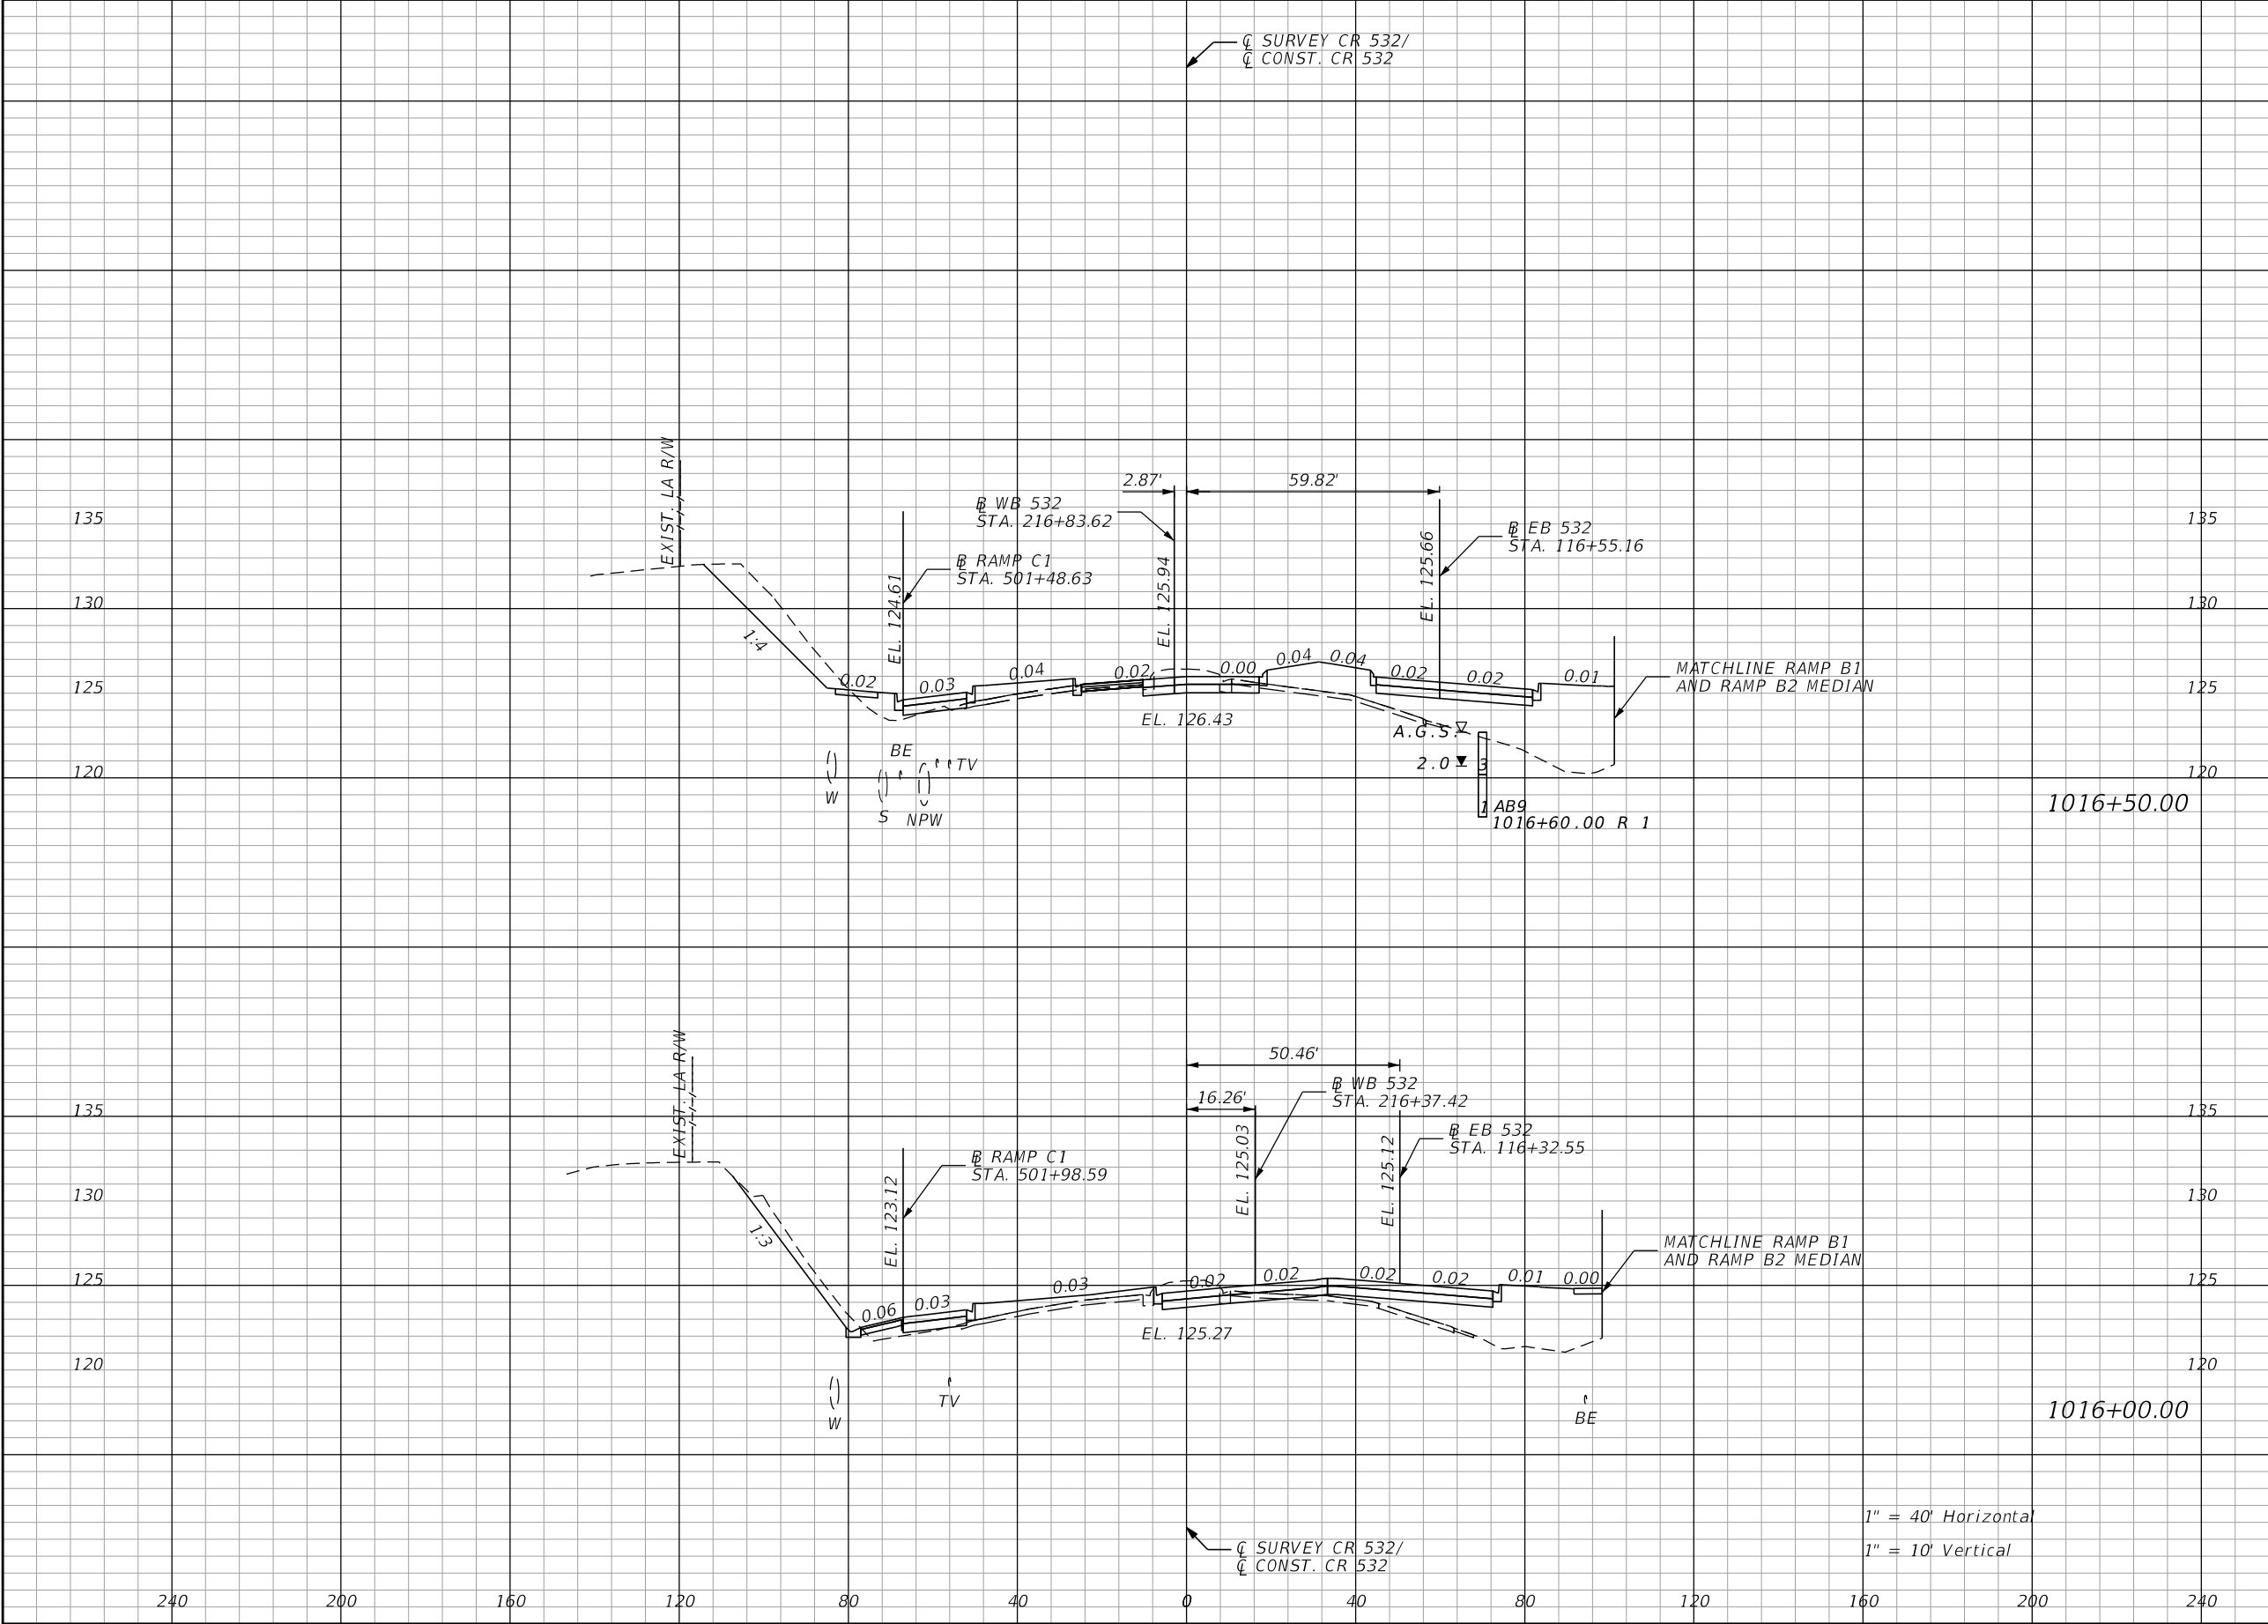 ℄ SURVEY CR 532/
℄ CONST. CR 532
EXIST. LA R/W
2.87'
59.82'
135
135
℄ WB 532
STA. 216+83.62
B̵L EB 532
STA. 116+55.16
EL. 125.94
EL. 125.66
BL RAMP C1
STA. 501+48.63
EL. 124.61
130
130
1:4
125
0.02
0.03
0.04
0.02
0.00
0.04
0.04
0.02
0.02
0.01
125
MATCHLINE RAMP B1
AND RAMP B2 MEDIAN
EL. 126.43
A.G.S.
BE
TV
2.0
3
120
120
W
S
NPW
1
AB9
1016+60.00 R 1
1016+50.00
EXIST. LA R/W
50.46'
16.26'
135
135
BL WB 532
STA. 216+37.42
BL EB 532
STA. 116+32.55
EL. 125.03
EL. 125.12
BL RAMP C1
STA. 501+98.59
EL. 123.12
130
130
1:3
MATCHLINE RAMP B1
AND RAMP B2 MEDIAN
125
0.06
0.03
0.03
0.02
0.02
0.02
0.02
0.01
0.00
125
EL. 125.27
120
120
W
TV
BE
1016+00.00
1" = 40' Horizontal
1" = 10' Vertical
℄ SURVEY CR 532/
℄ CONST. CR 532
240 200 160 120 80 40 0 40 80 120 160 200 240